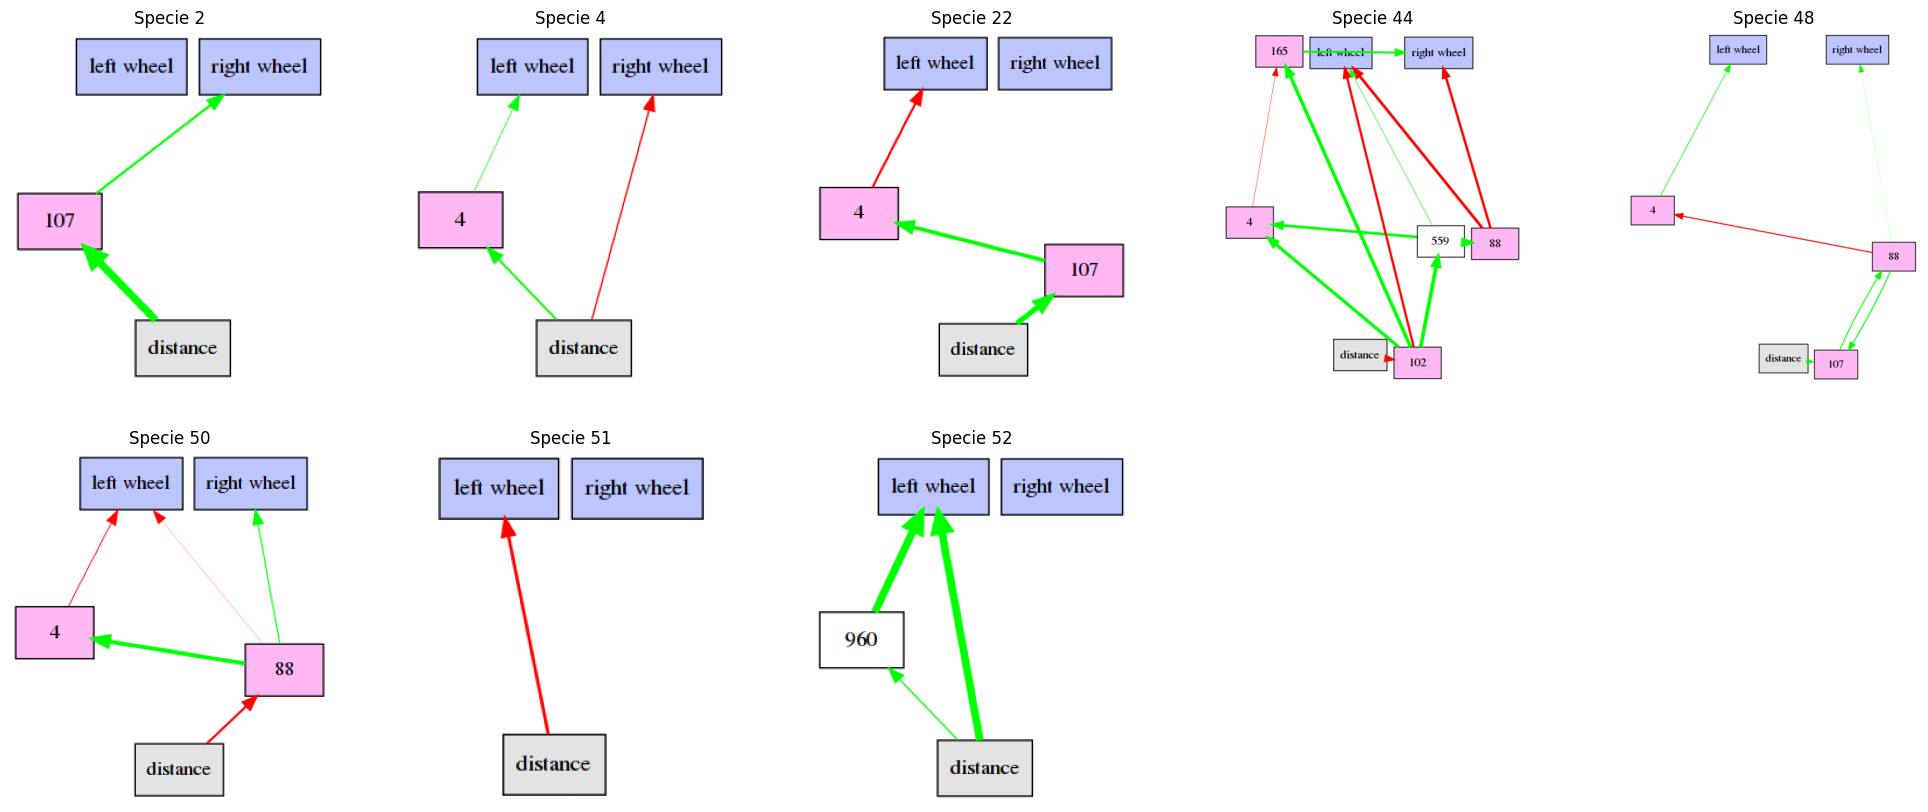 Specie 2
left wheel
right wheel
107
distance
Specie 4
left wheel
right wheel
4
distance
Specie 22
left wheel
right wheel
4
107
distance
Specie 44
165
left wheel
right wheel
4
559
88
distance
102
Specie 48
left wheel
right wheel
4
88
distance
107
Specie 50
left wheel
right wheel
4
88
distance
Specie 51
left wheel
right wheel
distance
Specie 52
left wheel
right wheel
960
distance